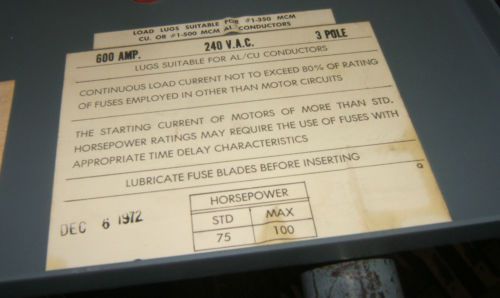 LOAD LUGS SUITABLE FOR #1-350 MCM
CU. OR #1-500 MCM AL CONDUCTORS
600 AMP. 240 V.A.C. 3 POLE
LUGS SUITABLE FOR AL/CU CONDUCTORS
CONTINUOUS LOAD CURRENT NOT TO EXCEED 80% OF RATING
OF FUSES EMPLOYED IN OTHER THAN MOTOR CIRCUITS
THE STARTING CURRENT OF MOTORS OF MORE THAN STD.
HORSEPOWER RATINGS MAY REQUIRE THE USE OF FUSES WITH
APPROPRIATE TIME DELAY CHARACTERISTICS
LUBRICATE FUSE BLADES BEFORE INSERTING
DEC 6 1972
HORSEPOWER
STD MAX
75 100